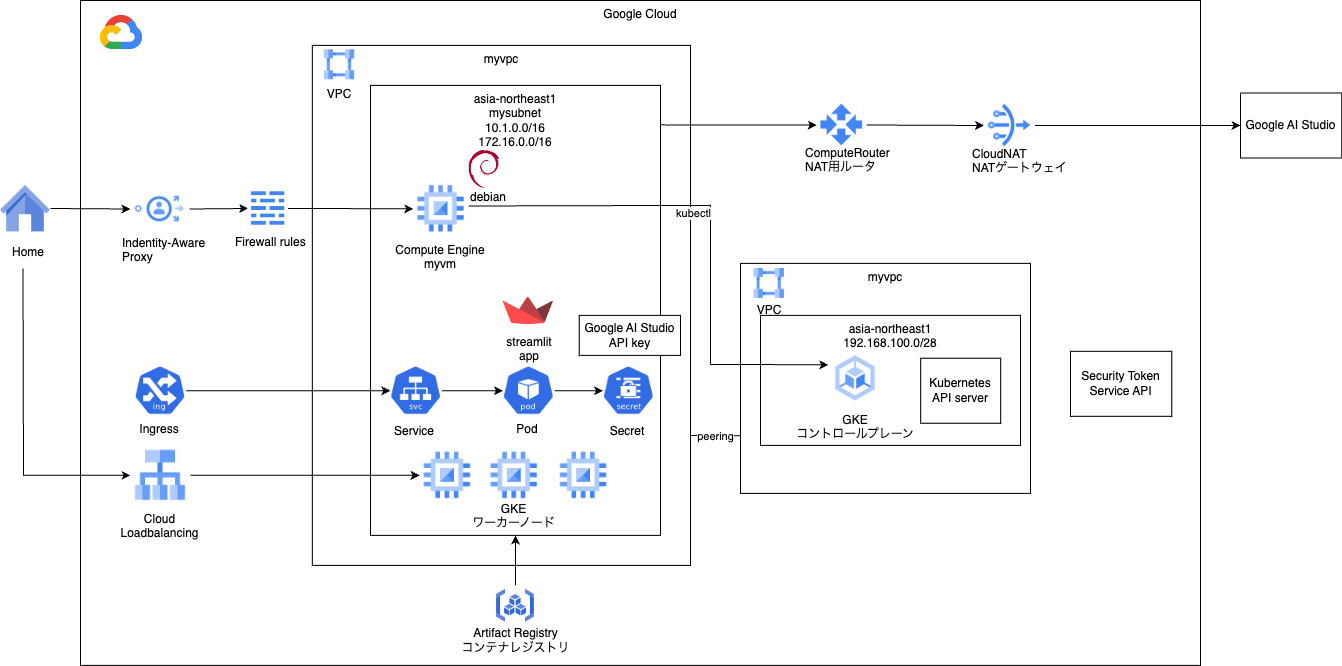 Google Cloud
myvpc
VPC
asia-northeast1
mysubnet
10.1.0.0/16
172.16.0.0/16
debian
ComputeRouter
NAT用ルータ
CloudNAT
NATゲートウェイ
Google AI Studio
Home
Indentity-Aware
Proxy
Firewall rules
Compute Engine
myvm
kubectl
myvpc
VPC
asia-northeast1
192.168.100.0/28
GKE
コントロールプレーン
Kubernetes
API server
Security Token
Service API
streamlit
app
Google AI Studio
API key
ing
Ingress
svc
Service
pod
Pod
secret
Secret
peering
Cloud
Loadbalancing
GKE
ワーカーノード
Artifact Registry
コンテナレジストリ